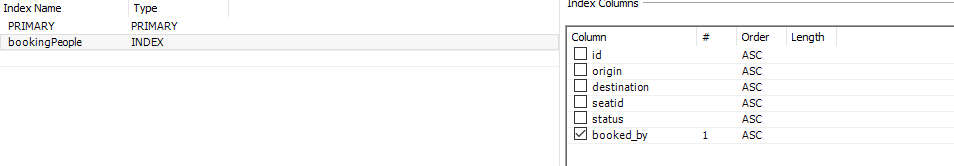 Index Name Type
PRIMARY PRIMARY
bookingPeople INDEX
Index Columns
Column # Order Length
id ASC
origin ASC
destination ASC
seatid ASC
status ASC
booked_by 1 ASC